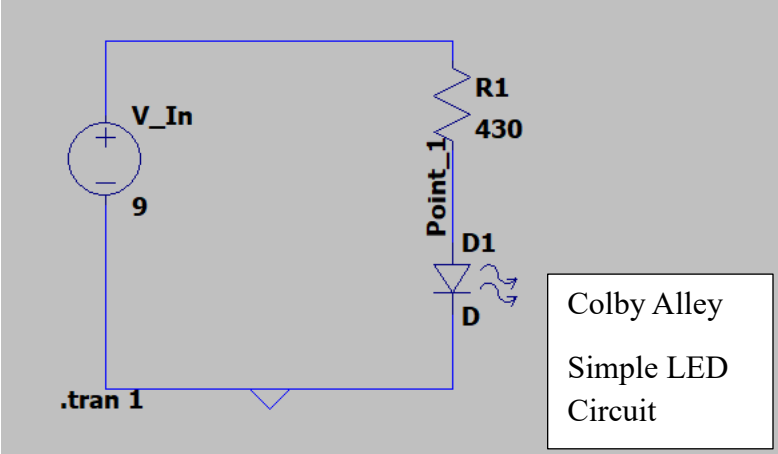 V_In
+
9
R1
430
Point_1
D1
D
.tran 1
Colby Alley
Simple LED
Circuit